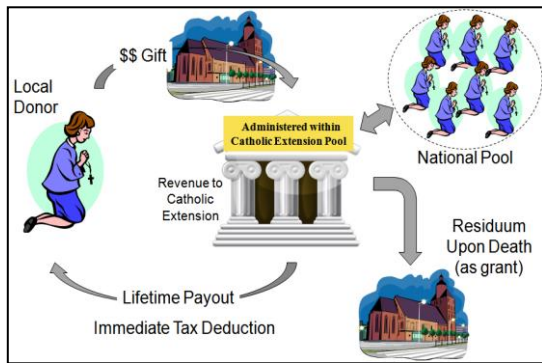 $$ Gift
Local
Donor
Administered within
Catholic Extension Pool
National Pool
Revenue to
Catholic
Extension
Residuum
Upon Death
(as grant)
Lifetime Payout
Immediate Tax Deduction